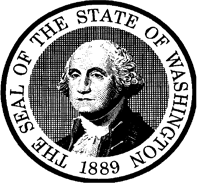 THE SEAL OF THE STATE OF WASHINGTON
1889